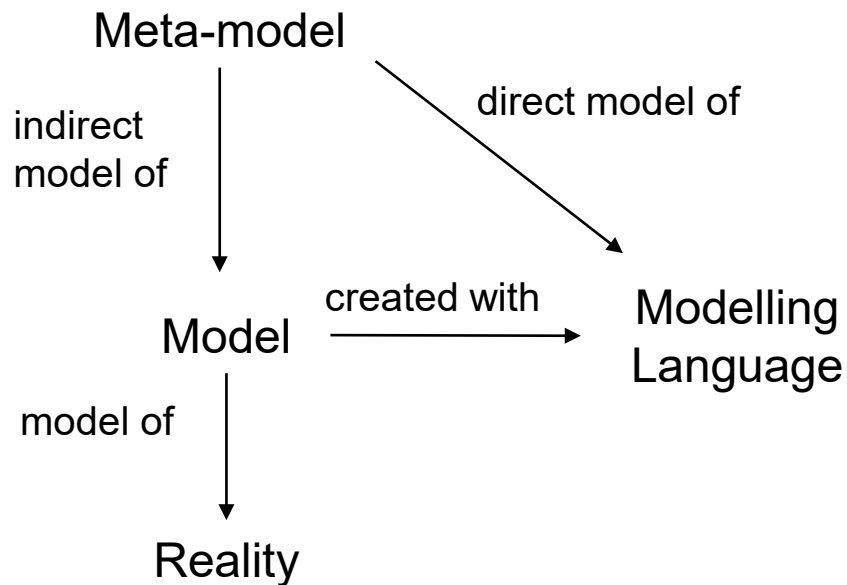 Meta-model
direct model of
indirect
model of
created with
Modelling
Language
Model
model of
Reality